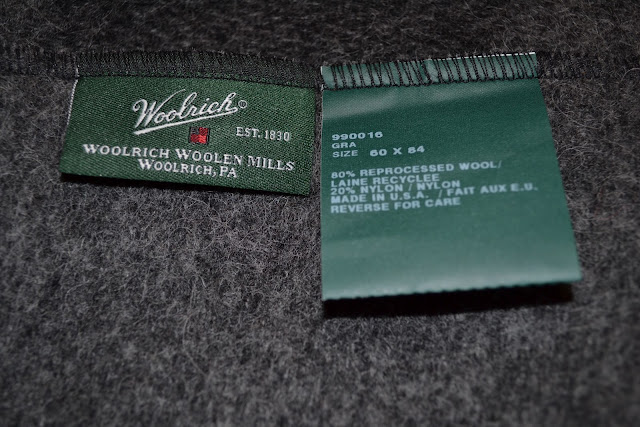 Woolrich®
EST. 1830
WOOLRICH WOOLEN MILLS
WOOLRICH, PA
990016
GRA
SIZE 60 X 84
80% REPROCESSED WOOL/
LAINE RECYCLEE
20% NYLON / NYLON
MADE IN U.S.A. / FAIT AUX E.U.
REVERSE FOR CARE